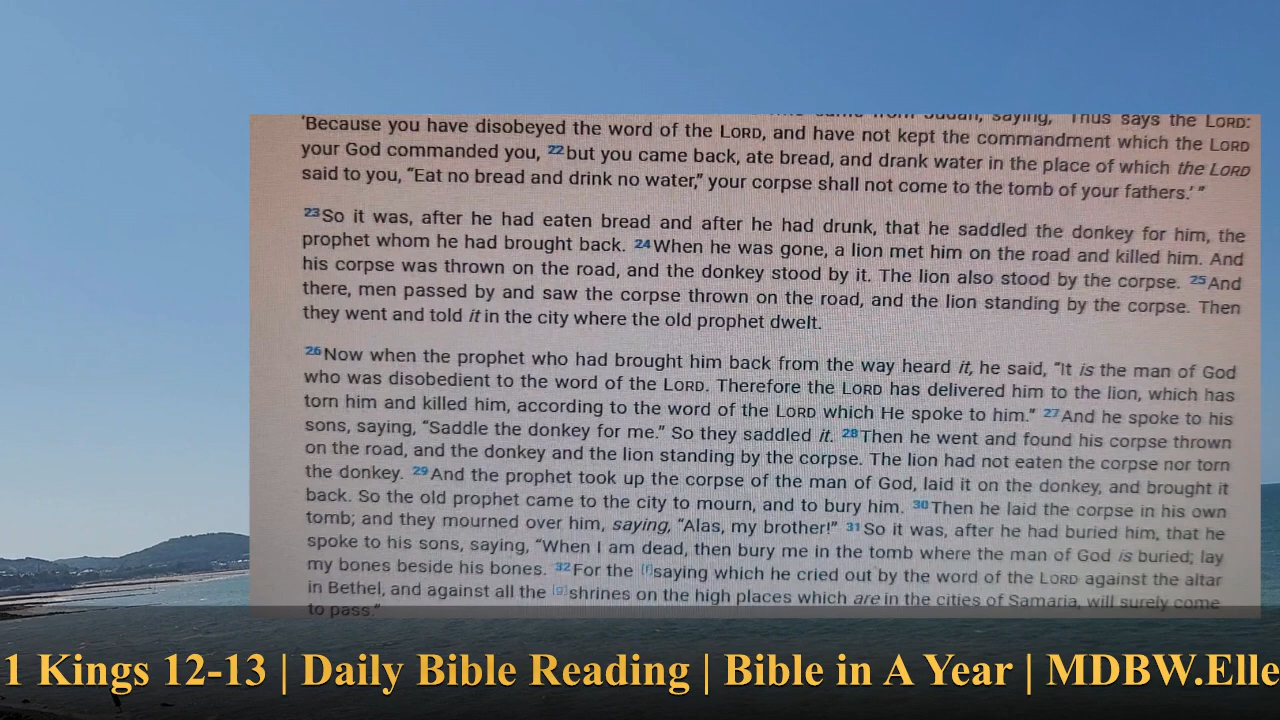 saying, “Thus says the LORD:
‘Because you have disobeyed the word of the LORD, and have not kept the commandment which the LORD
your God commanded you, 22 but you came back, ate bread, and drank water in the place of which the LORD
said to you, “Eat no bread and drink no water,” your corpse shall not come to the tomb of your fathers.’ ”
23 So it was, after he had eaten bread and after he had drunk, that he saddled the donkey for him, the
prophet whom he had brought back. 24 When he was gone, a lion met him on the road and killed him. And
his corpse was thrown on the road, and the donkey stood by it. The lion also stood by the corpse. 25 And
there, men passed by and saw the corpse thrown on the road, and the lion standing by the corpse. Then
they went and told it in the city where the old prophet dwelt.
26 Now when the prophet who had brought him back from the way heard it, he said, “It is the man of God
who was disobedient to the word of the LORD. Therefore the LORD has delivered him to the lion, which has
torn him and killed him, according to the word of the LORD which He spoke to him.” 27 And he spoke to his
sons, saying, “Saddle the donkey for me.” So they saddled it. 28 Then he went and found his corpse thrown
on the road, and the donkey and the lion standing by the corpse. The lion had not eaten the corpse nor torn
the donkey. 29 And the prophet took up the corpse of the man of God, laid it on the donkey, and brought it
back. So the old prophet came to the city to mourn, and to bury him. 30 Then he laid the corpse in his own
tomb; and they mourned over him, saying, “Alas, my brother!” 31 So it was, after he had buried him, that he
spoke to his sons, saying, “When I am dead, then bury me in the tomb where the man of God is buried; lay
my bones beside his bones. 32 For the [f]saying which he cried out by the word of the LORD against the altar
in Bethel, and against all the [g]shrines on the high places which are in the cities of Samaria, will surely come
to pass.”
1 Kings 12-13 | Daily Bible Reading | Bible in A Year | MDBW.Elle